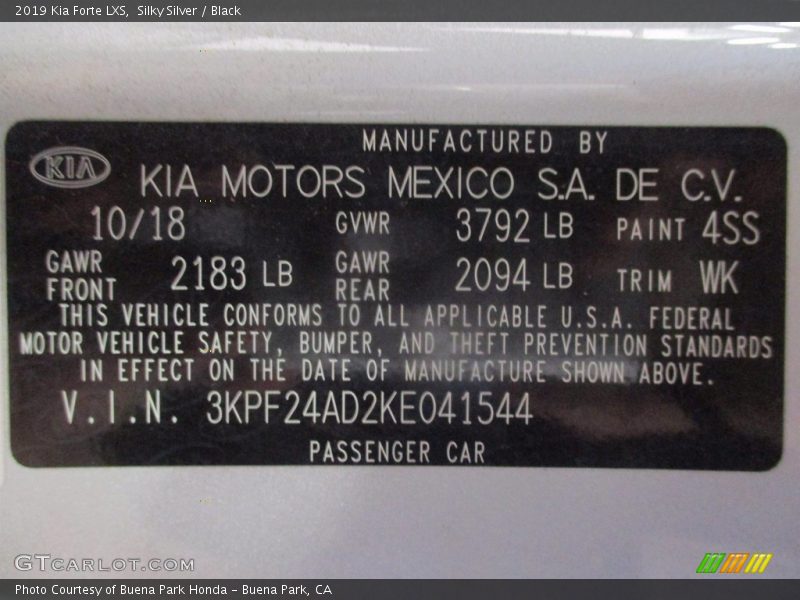 2019 Kia Forte LXS,  Silky Silver / Black
MANUFACTURED BY
KIA KIA MOTORS MEXICO S.A. DE C.V.
10/18 GVWR 3792 LB PAINT 4SS
GAWR FRONT 2183 LB GAWR REAR 2094 LB TRIM WK
THIS VEHICLE CONFORMS TO ALL APPLICABLE U.S.A. FEDERAL
MOTOR VEHICLE SAFETY, BUMPER, AND THEFT PREVENTION STANDARDS
IN EFFECT ON THE DATE OF MANUFACTURE SHOWN ABOVE.
V.I.N. 3KPF24AD2KE041544
PASSENGER CAR
GTCARLOT.COM
Photo Courtesy of Buena Park Honda - Buena Park, CA